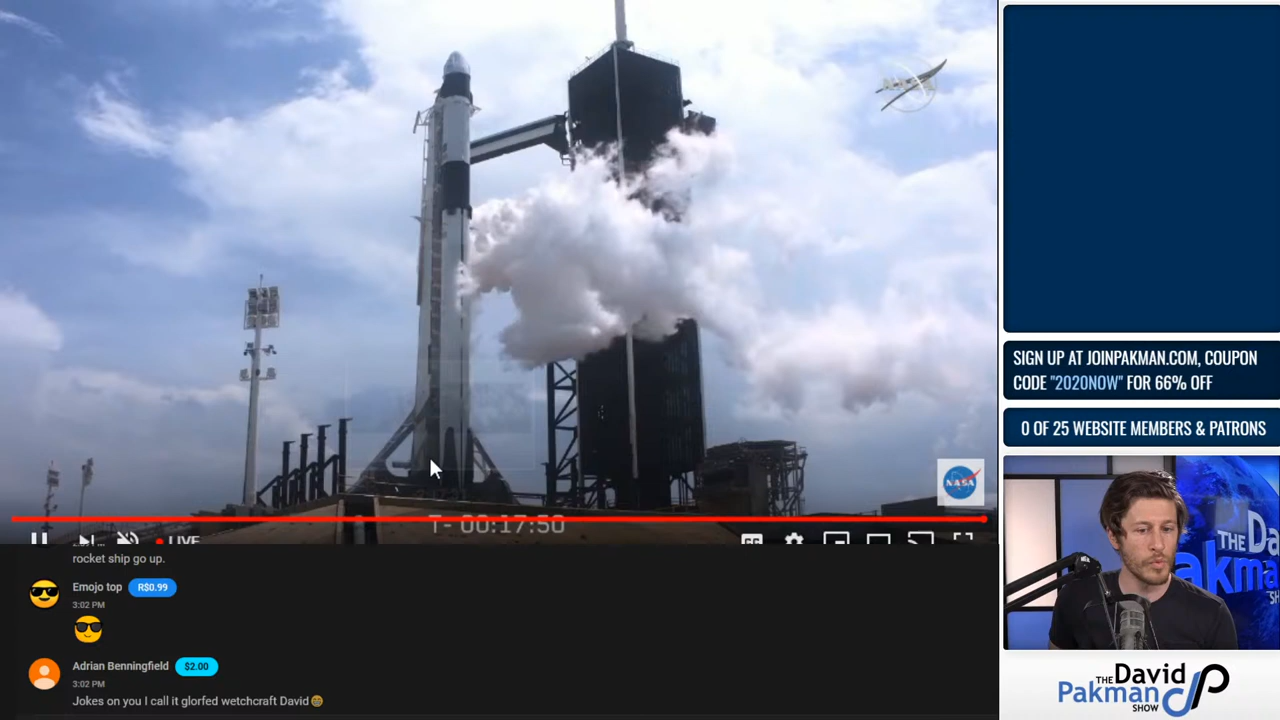 T- 00:17:50
LIVE
NASA
rocket ship go up.
Emojo top R$0.99
3:02 PM
Adrian Benningfield $2.00
3:02 PM
Jokes on you I call it glorfed wetchcraft David
SIGN UP AT JOINPAKMAN.COM, COUPON
CODE "2020NOW" FOR 66% OFF
0 OF 25 WEBSITE MEMBERS & PATRONS
THE David
Pakman
SHOW